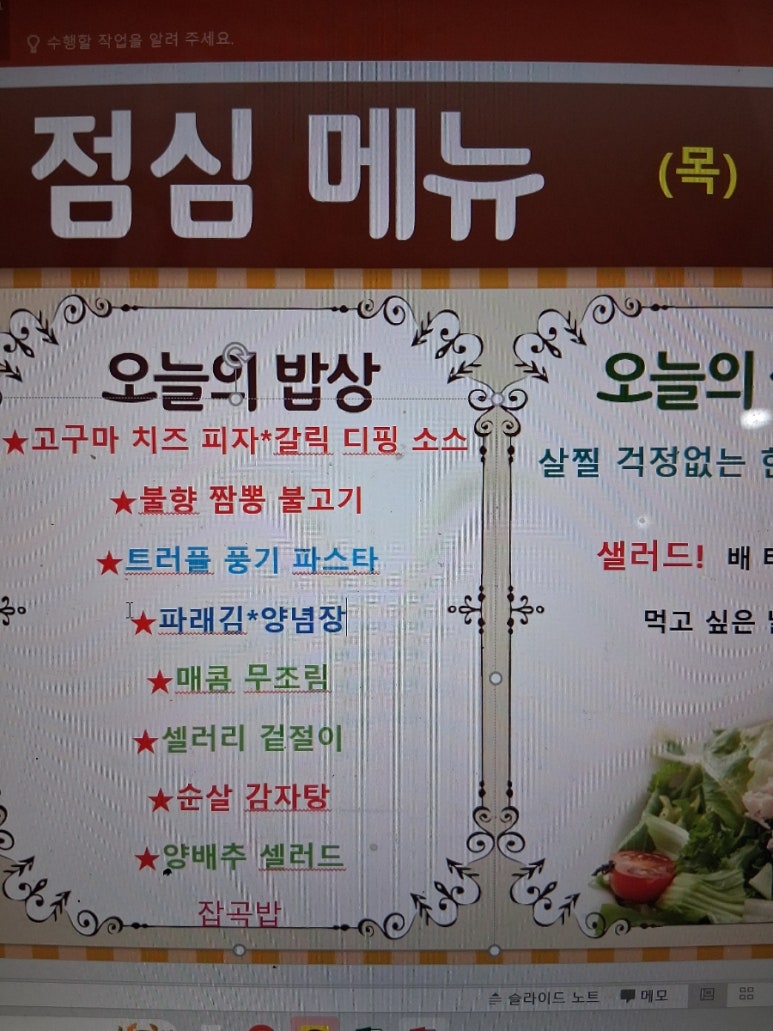 수행할 작업을 알려 주세요.
점심 메뉴 (목)
오늘의 밥상
★고구마 치즈 피자*갈릭 디핑 소스
★불향 짬뽕 불고기
★트러플 풍기 파스타
★파래김*양념장
★매콤 무조림
★셀러리 겉절이
★순살 감자탕
★양배추 셀러드
잡곡밥
오늘의
살찔 걱정없는
샐러드! 배
먹고 싶은
슬라이드 노트 메모